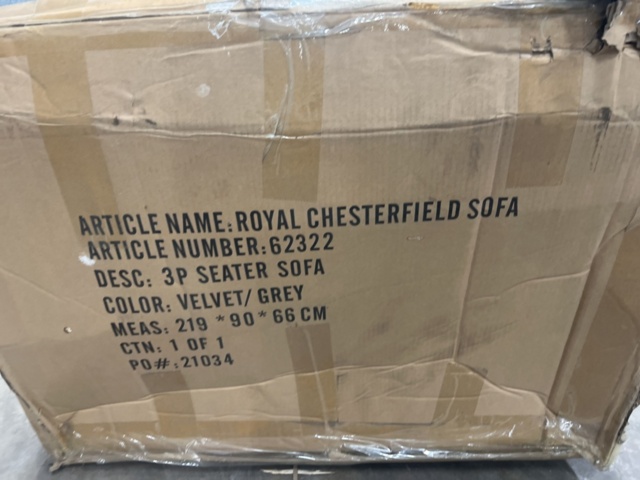 ARTICLE NAME: ROYAL CHESTERFIELD SOFA
ARTICLE NUMBER: 62322
DESC: 3P SEATER SOFA
COLOR: VELVET/ GREY
MEAS: 219 * 90 * 66 CM
CTN: 1 OF 1
PO#: 21034